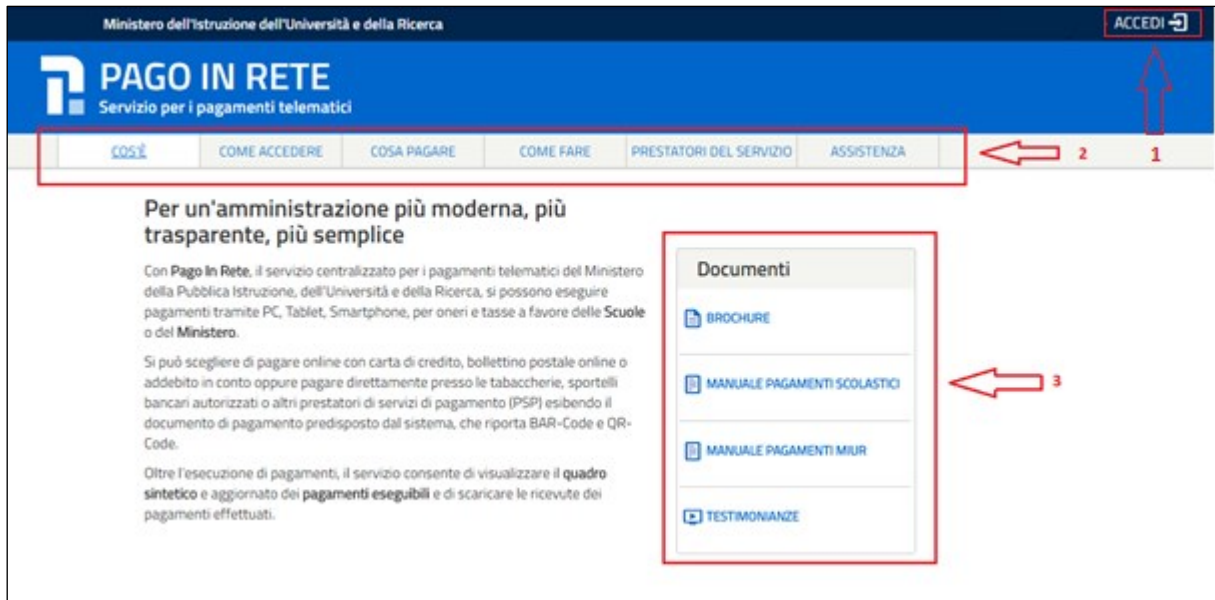 Ministero dell'Istruzione dell'Università e della Ricerca
ACCEDI
PAGO IN RETE
Servizio per i pagamenti telematici
COS'È COME ACCEDERE COSA PAGARE COME FARE PRESTATORI DEL SERVIZIO ASSISTENZA
2
1
Per un'amministrazione più moderna, più
trasparente, più semplice
Con Pago In Rete, il servizio centralizzato per i pagamenti telematici del Ministero
della Pubblica Istruzione, dell'Università e della Ricerca, si possono eseguire
pagamenti tramite PC, Tablet, Smartphone, per oneri e tasse a favore delle Scuole
o del Ministero.
Si può scegliere di pagare online con carta di credito, bollettino postale online o
addebito in conto oppure pagare direttamente presso le tabaccherie, sportelli
bancari autorizzati o altri prestatori di servizi di pagamento (PSP) esibendo il
documento di pagamento predisposto dal sistema, che riporta BAR-Code e QR-
Code.
Oltre l'esecuzione di pagamenti, il servizio consente di visualizzare il quadro
sintetico e aggiornato dei pagamenti eseguibili e di scaricare le ricevute dei
pagamenti effettuati.
Documenti
BROCHURE
MANUALE PAGAMENTI SCOLASTICI
3
MANUALE PAGAMENTI MIUR
TESTIMONIANZE